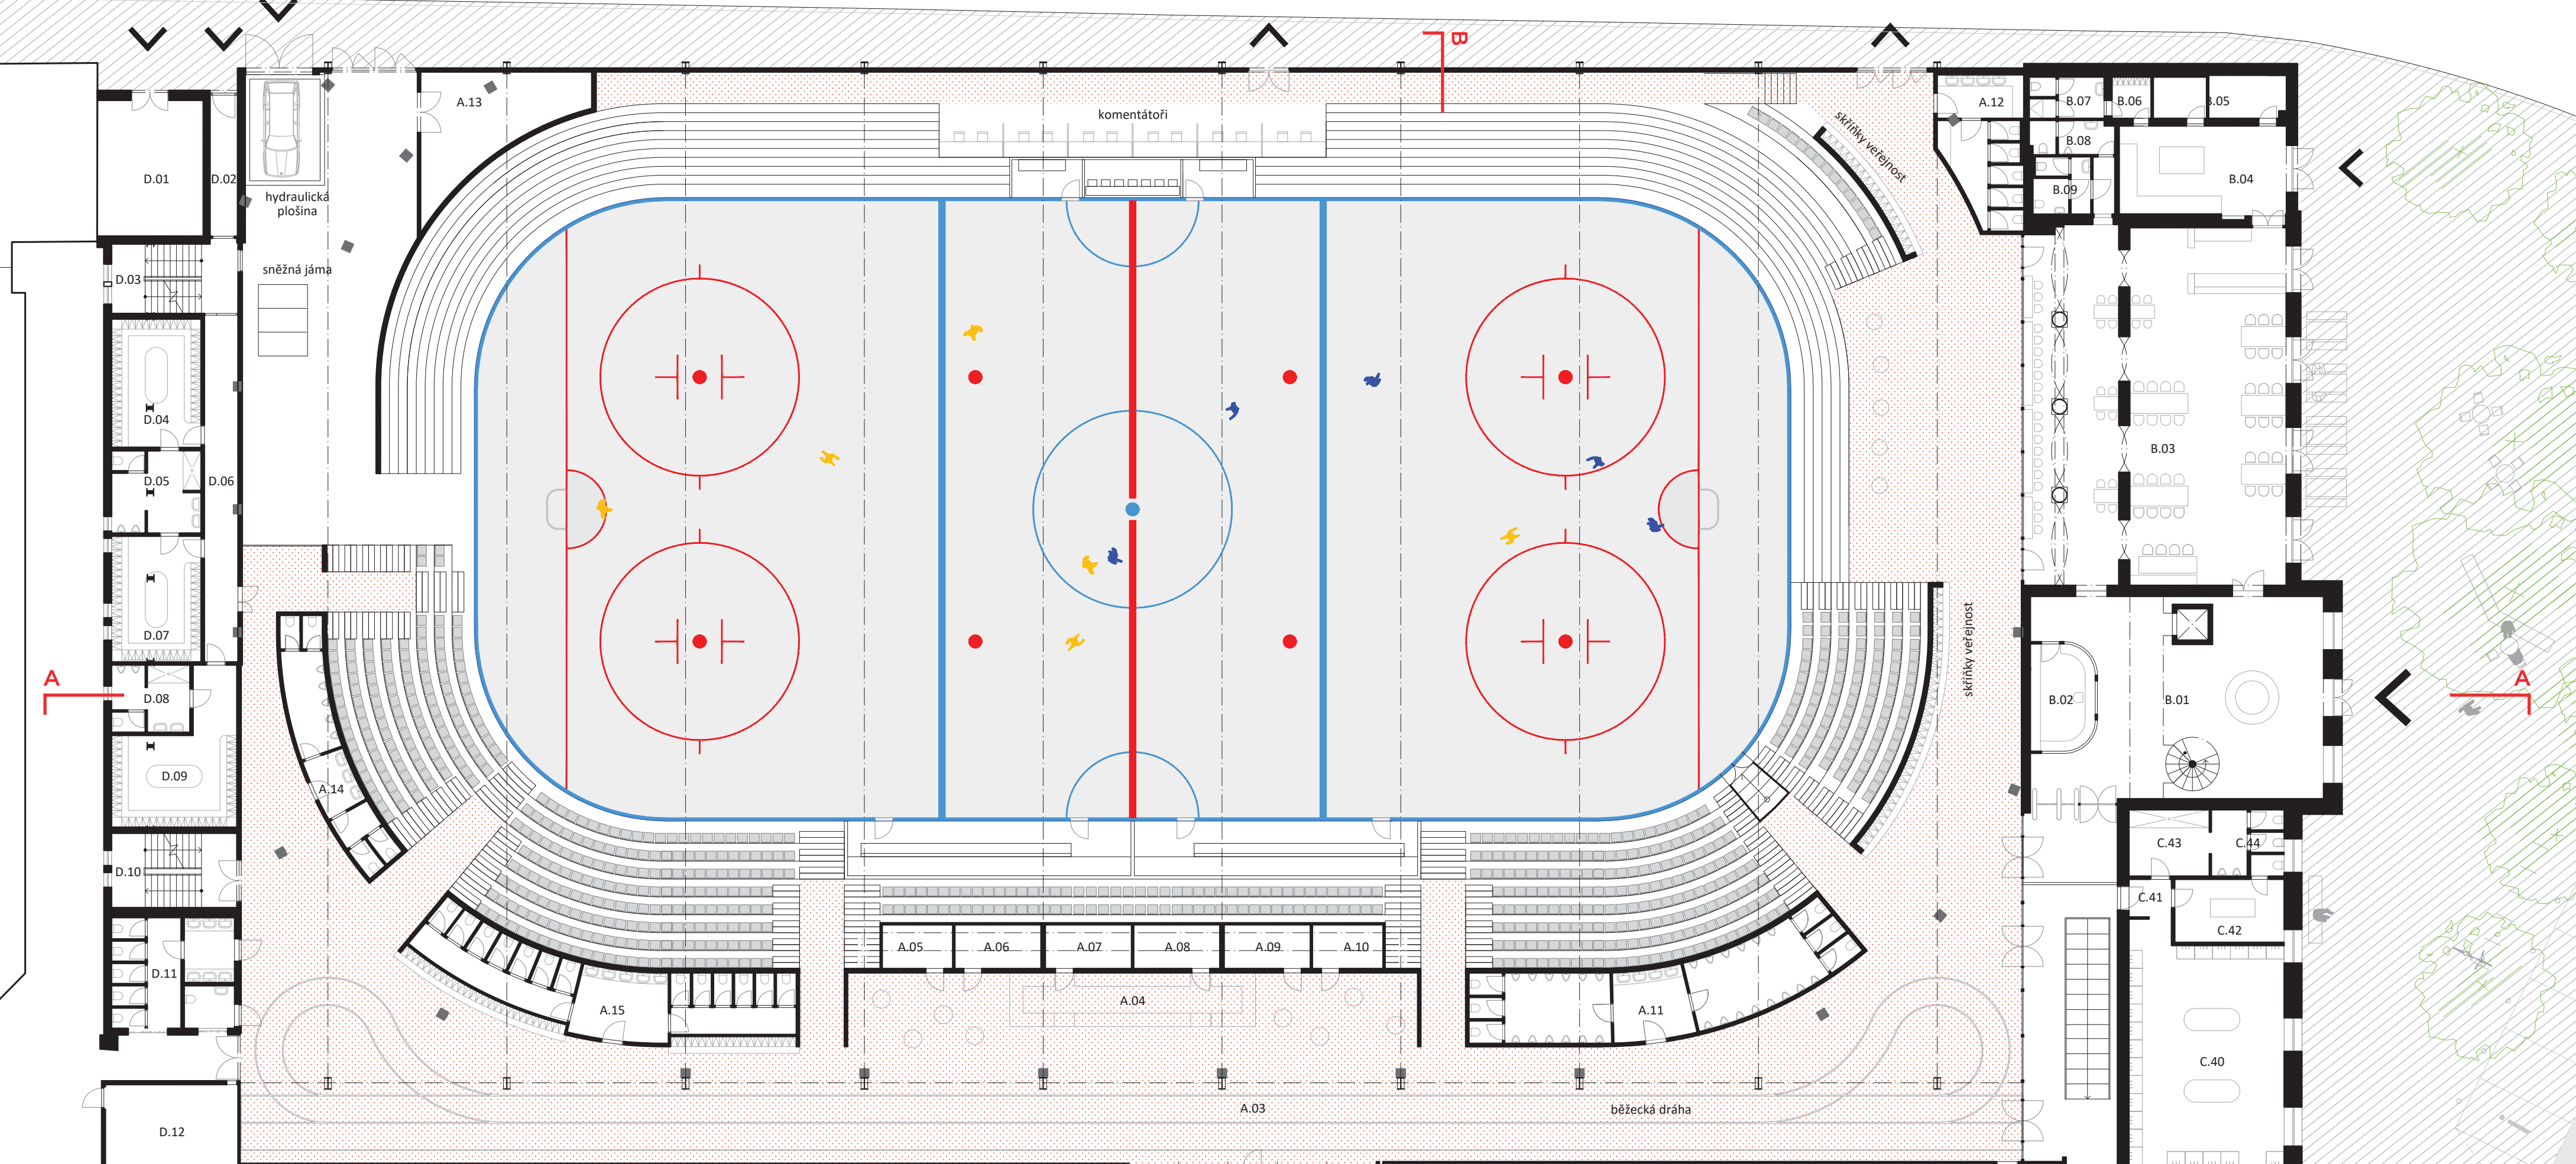 B
A.13
komentátoři
A.12
B.07
B.06
B.05
skříňky veřejnost
B.08
D.01
D.02
B.04
B.09
hydraulická
plošina
sněžná jáma
D.03
D.04
B.03
D.05
D.06
D.07
skříňky veřejnost
A
A
D.08
B.02
B.01
D.09
A.14
C.43
C.44
D.10
C.41
C.42
A.05
A.06
A.07
A.08
A.09
A.10
D.11
A.04
A.15
A.11
C.40
A.03
běžecká dráha
D.12